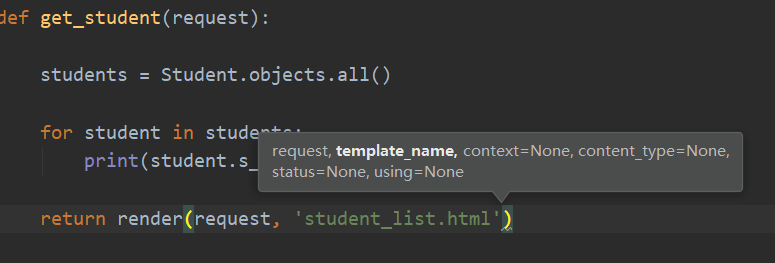 def get_student(request):
students = Student.objects.all()
for student in students:
print(student.s_
request, template_name, context=None, content_type=None,
status=None, using=None
return render(request, 'student_list.html')